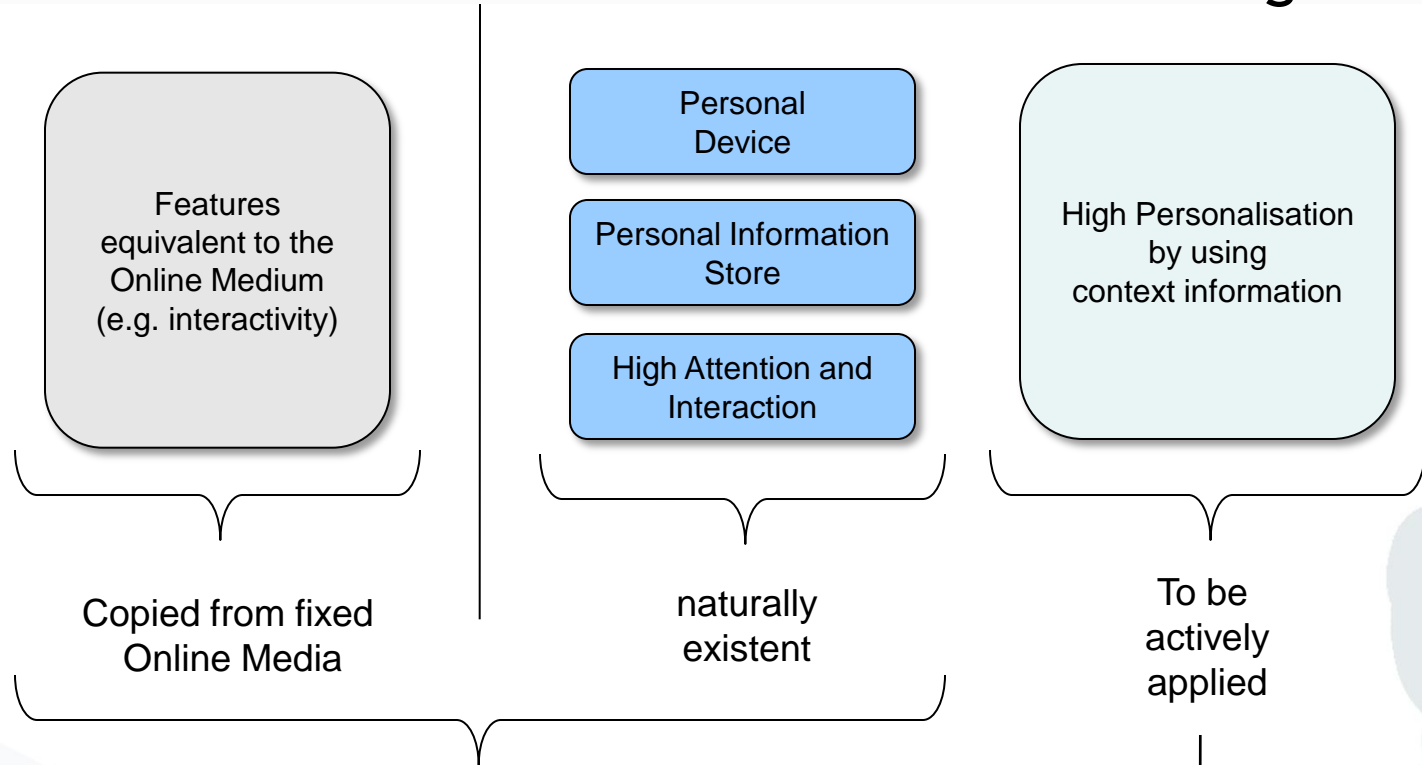 Features
equivalent to the
Online Medium
(e.g. interactivity)
Personal
Device
Personal Information
Store
High Attention and
Interaction
High Personalisation
by using
context information
Copied from fixed
Online Media
naturally
existent
To be
actively
applied